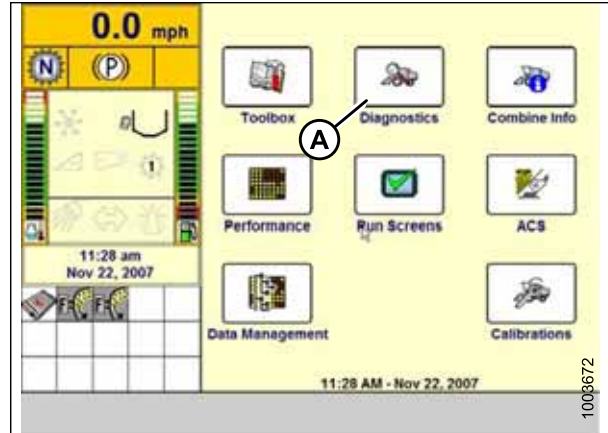 0.0 mph
N (P)
1
11:28 am
Nov 22, 2007
Toolbox
Diagnostics
Combine Info
A
Performance
Run Screens
ACS
Data Management
Calibrations
11:28 AM - Nov 22, 2007
1003672